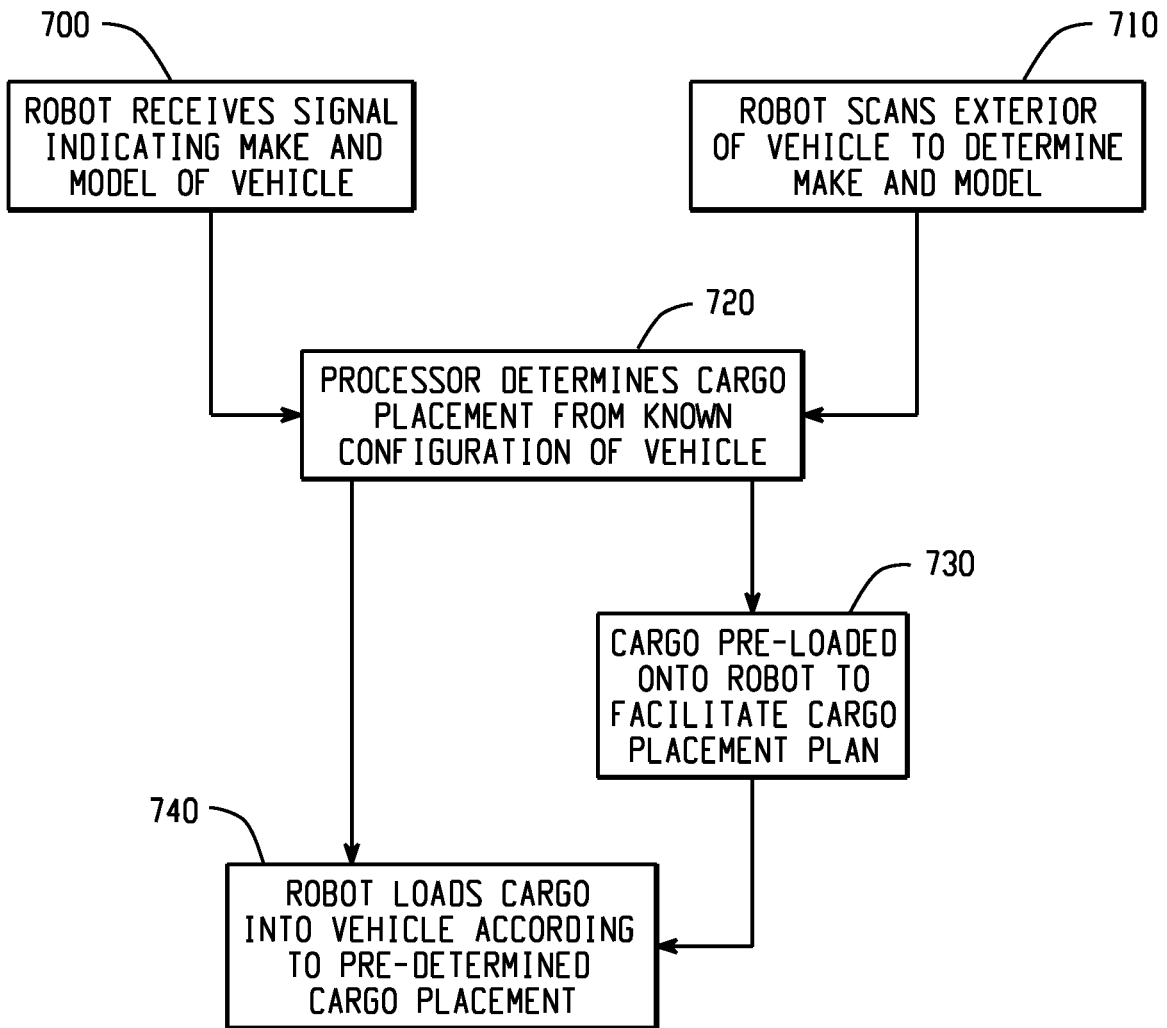 700
710
ROBOT RECEIVES SIGNAL
INDICATING MAKE AND
MODEL OF VEHICLE
ROBOT SCANS EXTERIOR
OF VEHICLE TO DETERMINE
MAKE AND MODEL
720
PROCESSOR DETERMINES CARGO
PLACEMENT FROM KNOWN
CONFIGURATION OF VEHICLE
730
CARGO PRE-LOADED
ONTO ROBOT TO
FACILITATE CARGO
PLACEMENT PLAN
740
ROBOT LOADS CARGO
INTO VEHICLE ACCORDING
TO PRE-DETERMINED
CARGO PLACEMENT